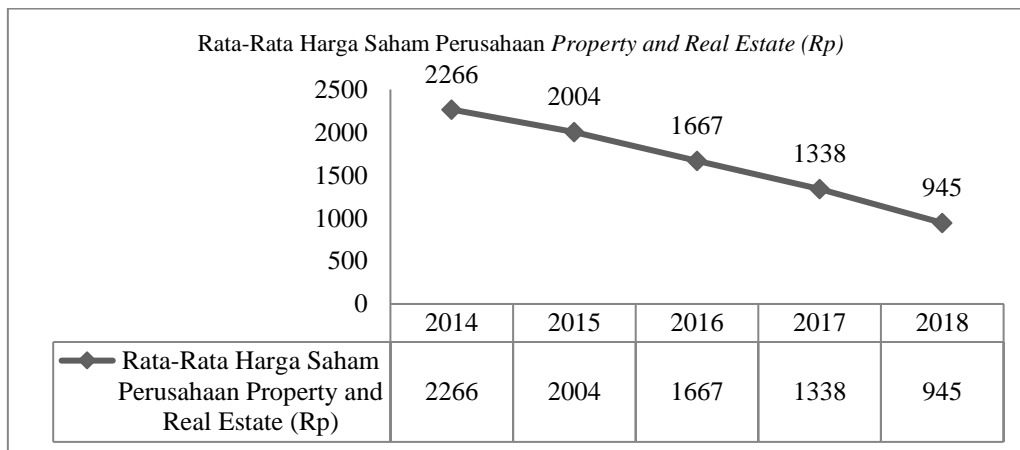 Rata-Rata Harga Saham Perusahaan Property and Real Estate (Rp)
2266
2004
1667
1338
945
2500
2000
1500
1000
500
0
2014 2015 2016 2017 2018
Rata-Rata Harga Saham
Perusahaan Property and
Real Estate (Rp)
2266 2004 1667 1338 945